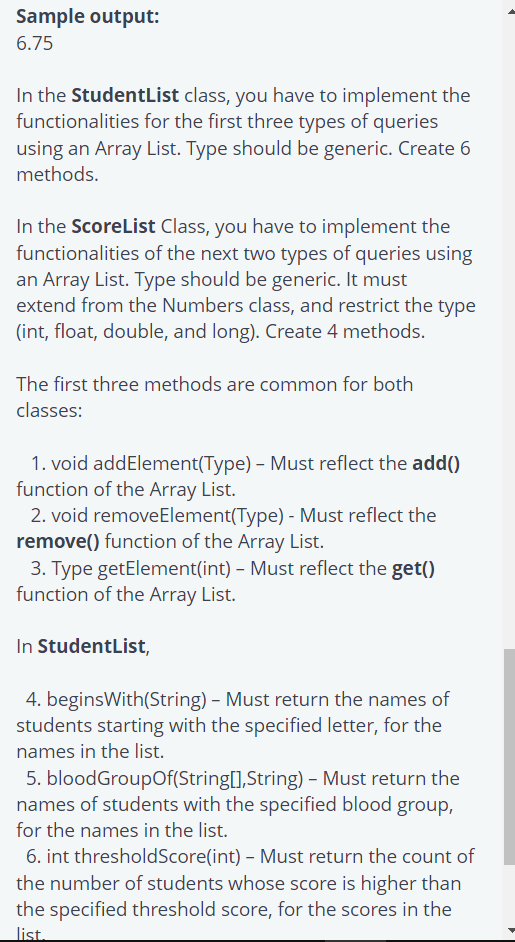 Sample output:
6.75
In the StudentList class, you have to implement the
functionalities for the first three types of queries
using an Array List. Type should be generic. Create 6
methods.
In the ScoreList Class, you have to implement the
functionalities of the next two types of queries using
an Array List. Type should be generic. It must
extend from the Numbers class, and restrict the type
(int, float, double, and long). Create 4 methods.
The first three methods are common for both
classes:
1. void addElement(Type) – Must reflect the add()
function of the Array List.
2. void removeElement(Type) - Must reflect the
remove() function of the Array List.
3. Type getElement(int) – Must reflect the get()
function of the Array List.
In StudentList,
4. beginsWith(String) – Must return the names of
students starting with the specified letter, for the
names in the list.
5. bloodGroupOf(String[],String) – Must return the
names of students with the specified blood group,
for the names in the list.
6. int thresholdScore(int) – Must return the count of
the number of students whose score is higher than
the specified threshold score, for the scores in the
list.